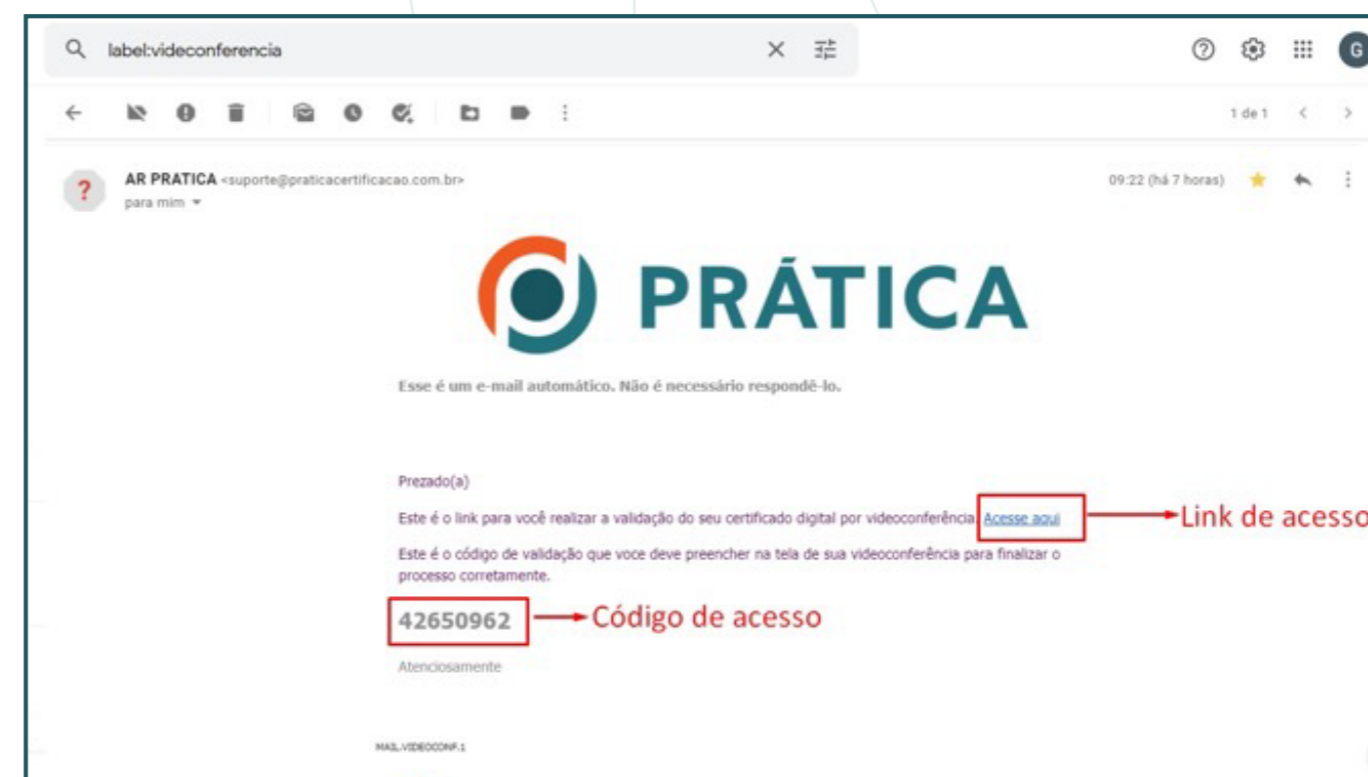 label:videconferencia
G
1 de 1
?
AR PRATICA <suporte@praticacertificacao.com.br>
09:22 (há 7 horas)
para mim
PRÁTICA
Esse é um e-mail automático. Não é necessário respondê-lo.
Prezado(a)
Este é o link para você realizar a validação do seu certificado digital por videoconferência. Acesse aqui
Link de acesso
Este é o código de validação que voce deve preencher na tela de sua videoconferência para finalizar o
processo corretamente.
42650962
Código de acesso
Atenciosamente
MAIL.VIDEOCONF.1